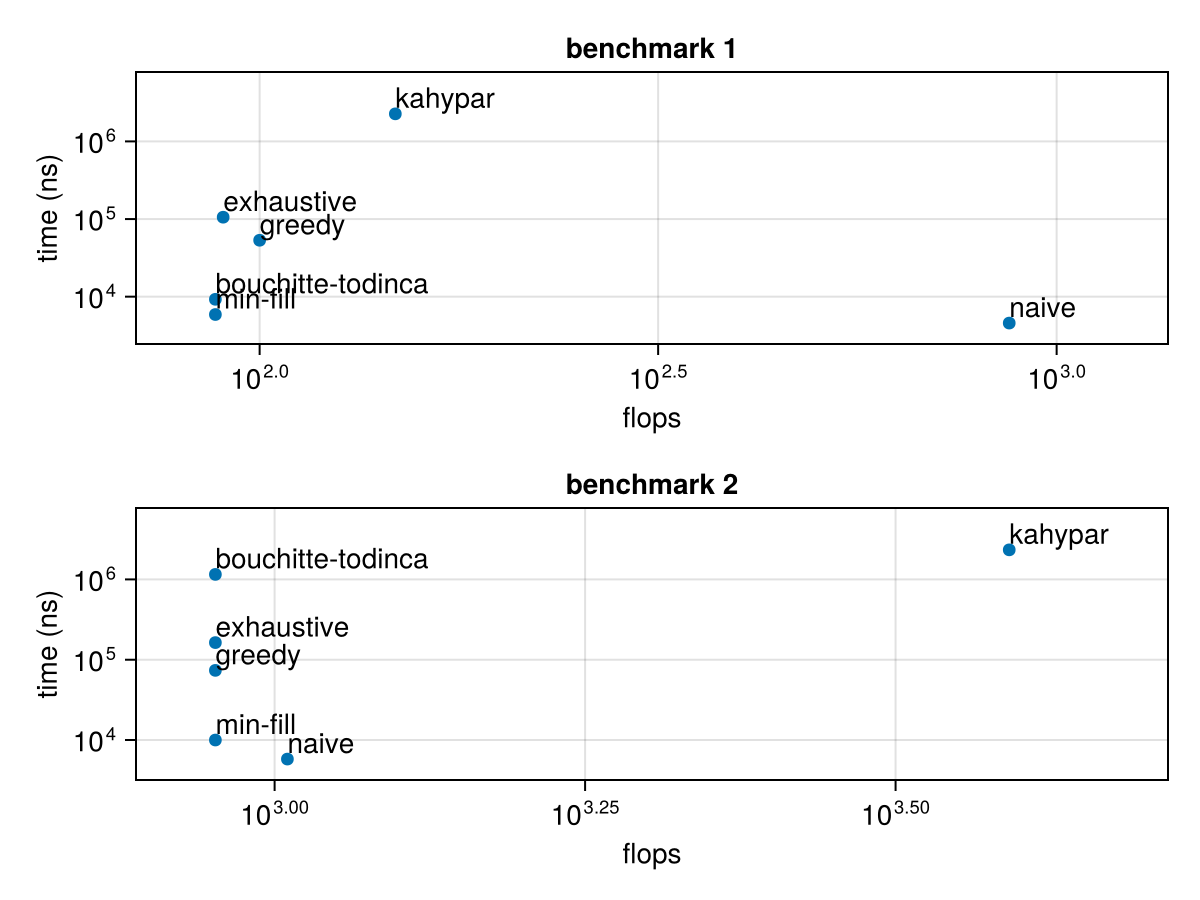 benchmark 1
kahypar
exhaustive
greedy
bouchitte-todinca
min-fill
naive
10^6
10^5
10^4
time (ns)
10^2.0
10^2.5
10^3.0
flops
benchmark 2
kahypar
bouchitte-todinca
exhaustive
greedy
min-fill
naive
10^6
10^5
10^4
time (ns)
10^3.00
10^3.25
10^3.50
flops